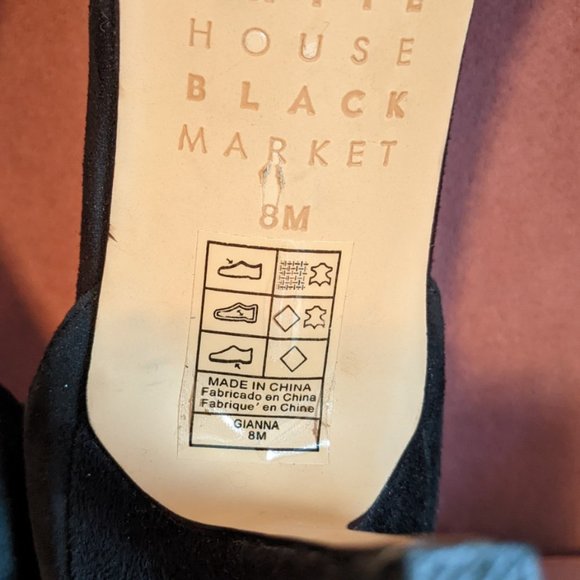 HOUSE
BLACK
MARKET
8M
MADE IN CHINA
Fabricado en China
Fabrique' en Chine
GIANNA
8M